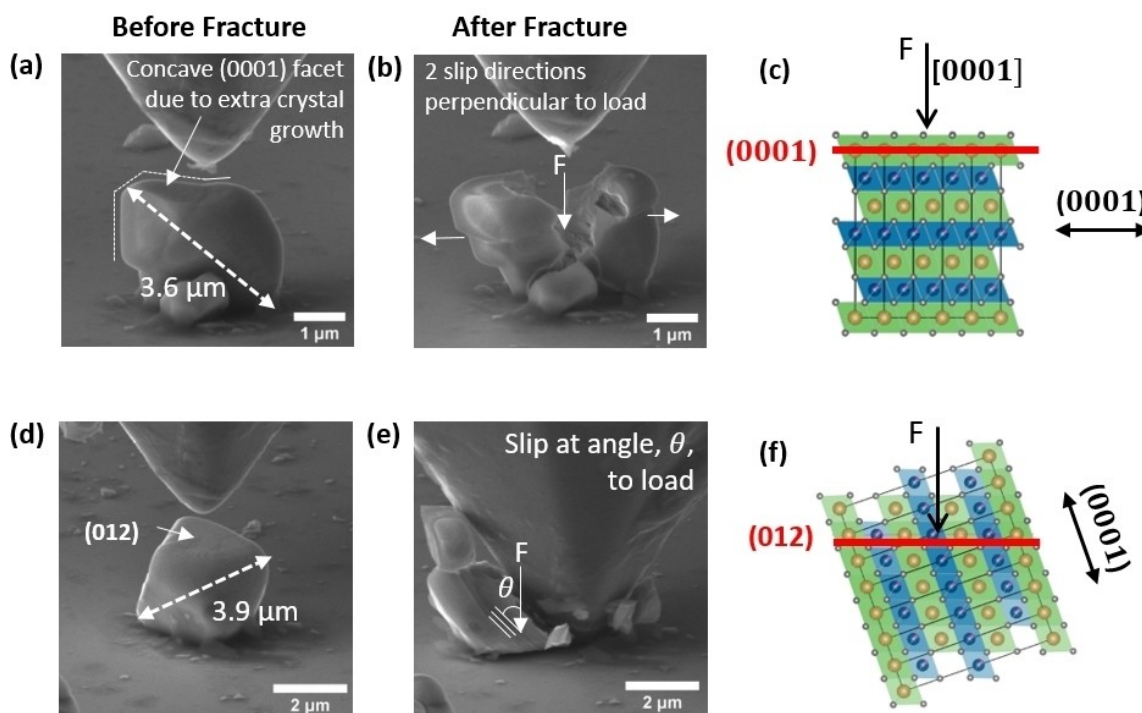 Before Fracture
After Fracture
(a)
Concave (0001) facet
due to extra crystal
growth
3.6 µm
1 µm
(b)
2 slip directions
perpendicular to load
F
1 µm
(c)
F
[0001]
(0001)
(0001)
(d)
(012)
3.9 µm
2 µm
(e)
Slip at angle, θ,
to load
F
θ
2 µm
(f)
F
(012)
(0001)